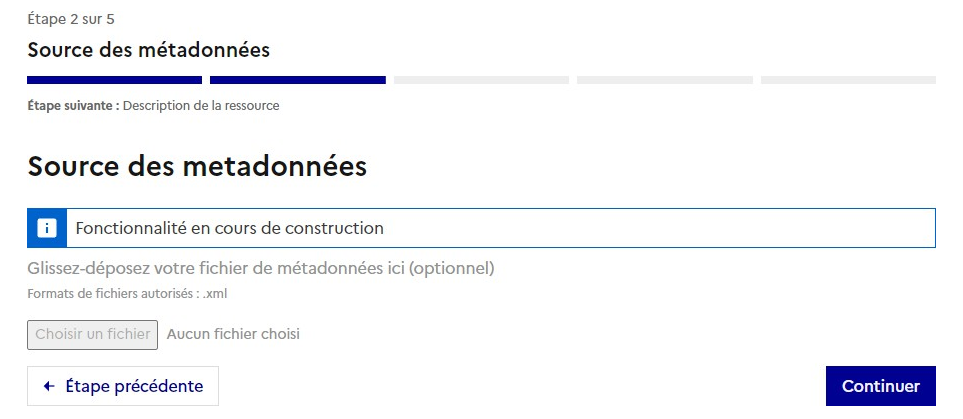 Étape 2 sur 5
Source des métadonnées
Étape suivante : Description de la ressource
Source des metadonnées
Fonctionnalité en cours de construction
Glissez-déposez votre fichier de métadonnées ici (optionnel)
Formats de fichiers autorisés : .xml
Choisir un fichier Aucun fichier choisi
Étape précédente Continuer